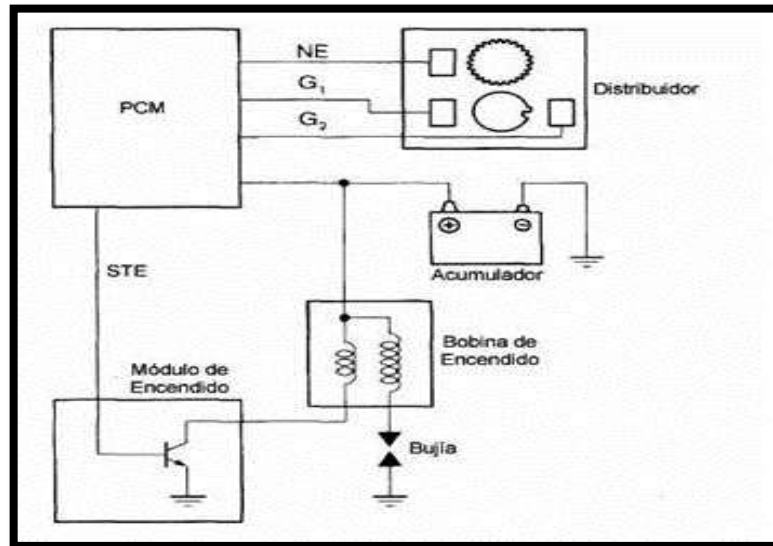 NE
G₁
PCM
G₂
Distribuidor
+
−
Acumulador
STE
Bobina de
Encendido
Módulo de
Encendido
Bujía